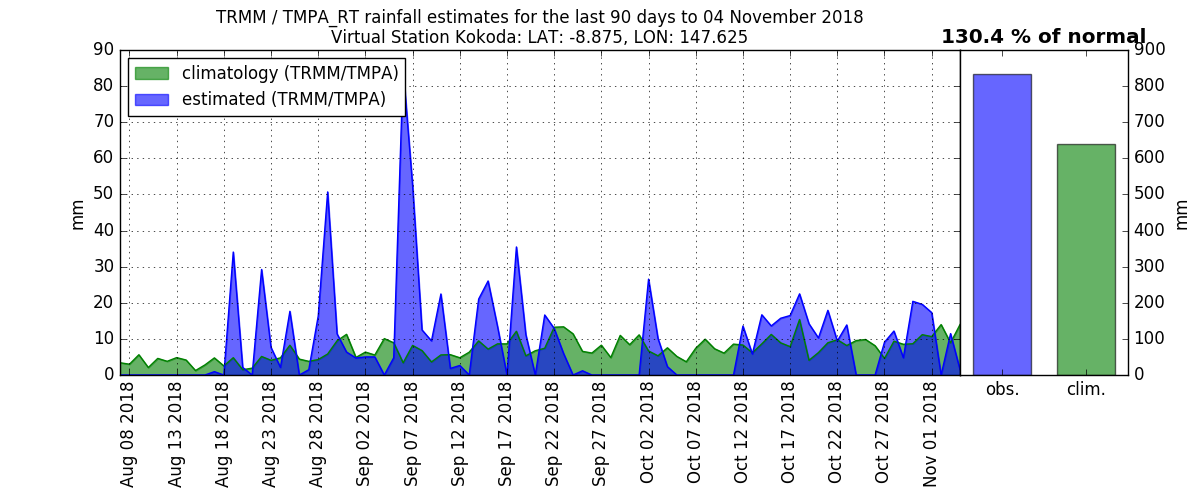 TRMM / TMPA_RT rainfall estimates for the last 90 days to 04 November 2018
Virtual Station Kokoda: LAT: -8.875, LON: 147.625
130.4 % of normal
climatology (TRMM/TMPA)
estimated (TRMM/TMPA)
mm
90
80
70
60
50
40
30
20
10
0
Aug 08 2018
Aug 13 2018
Aug 18 2018
Aug 23 2018
Aug 28 2018
Sep 02 2018
Sep 07 2018
Sep 12 2018
Sep 17 2018
Sep 22 2018
Sep 27 2018
Oct 02 2018
Oct 07 2018
Oct 12 2018
Oct 17 2018
Oct 22 2018
Oct 27 2018
Nov 01 2018
900
800
700
600
500
400
300
200
100
0
mm
obs.
clim.